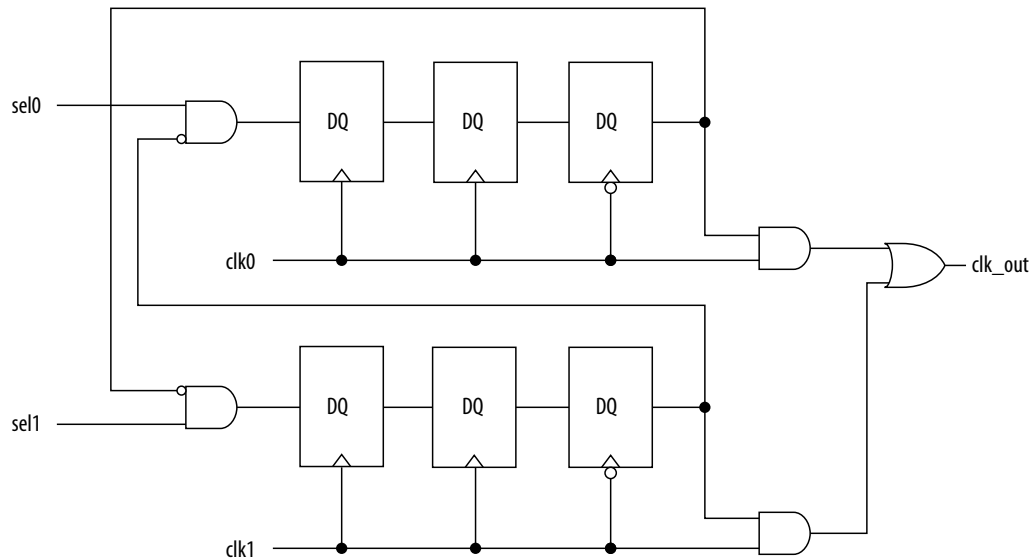 sel0
DQ DQ DQ
clk0
clk_out
sel1
DQ DQ DQ
clk1